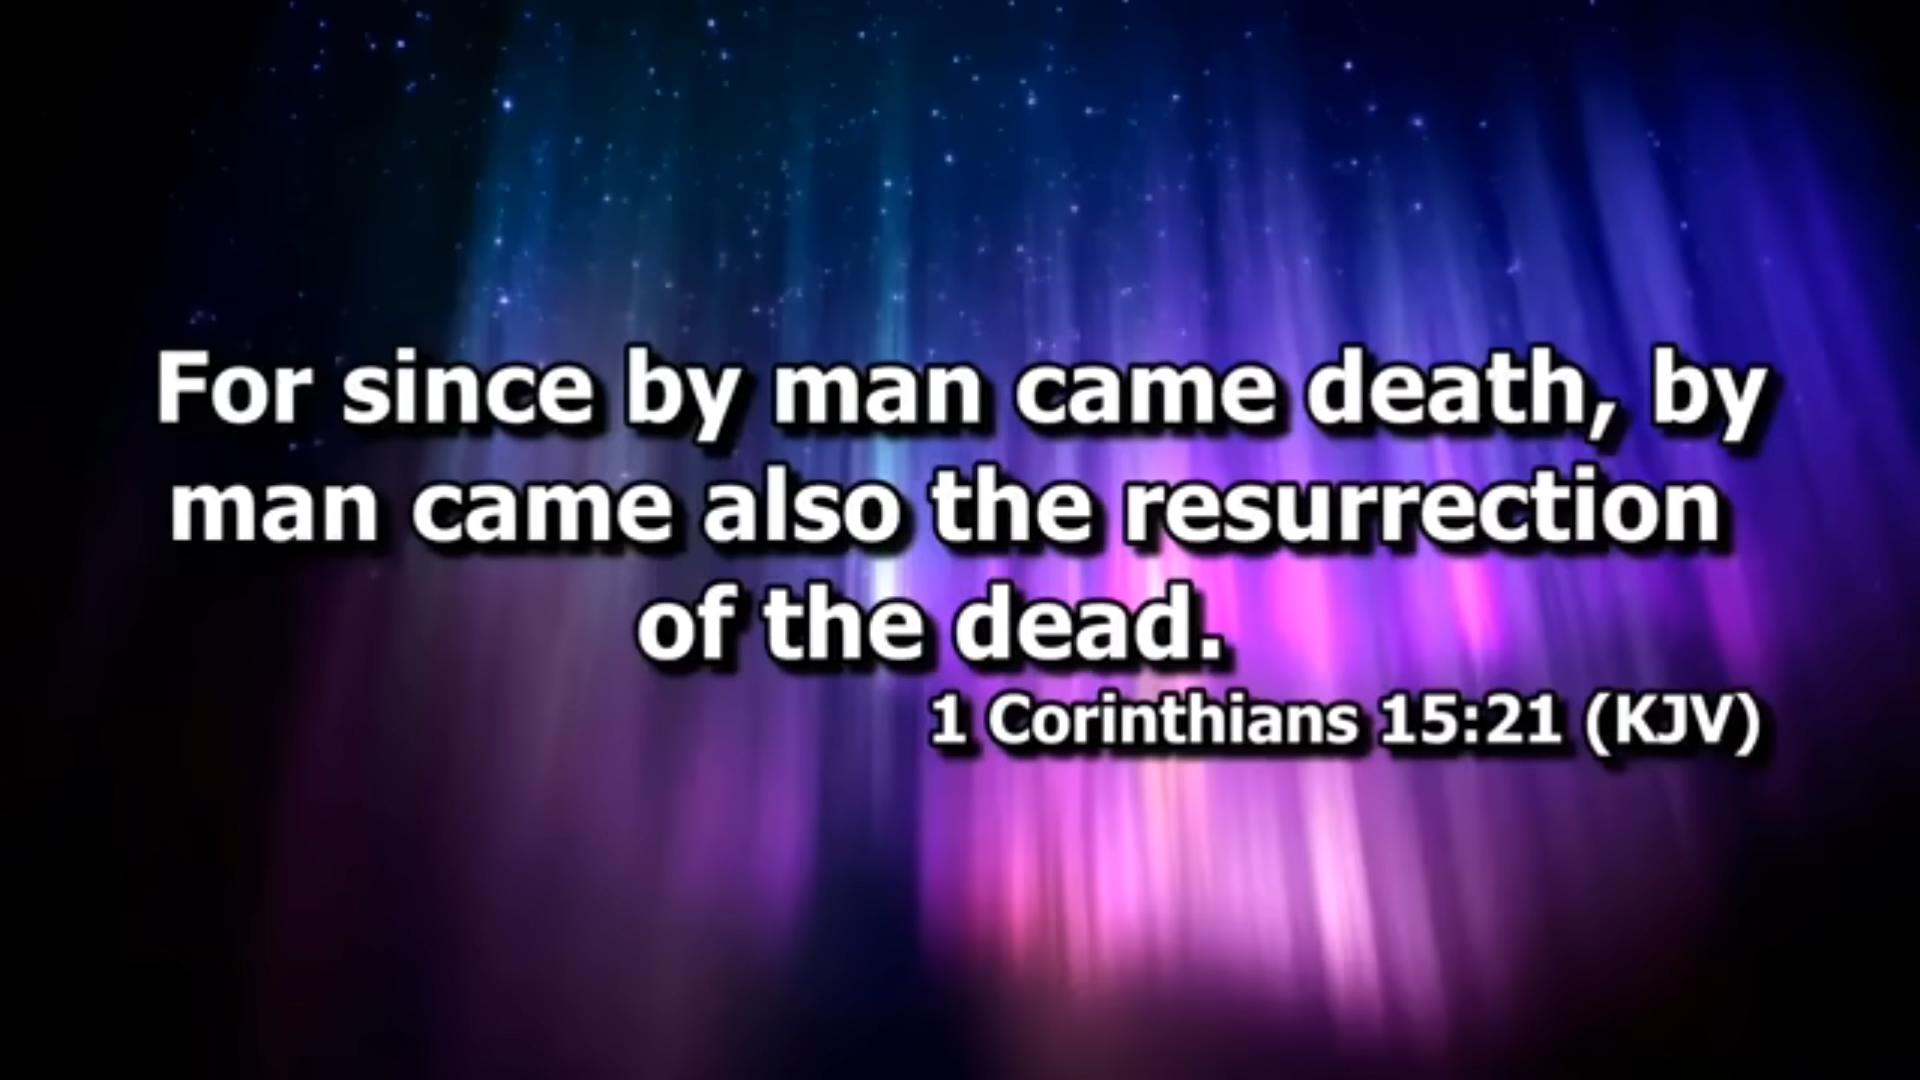 For since by man came death, by
man came also the resurrection
of the dead.
1 Corinthians 15:21 (KJV)